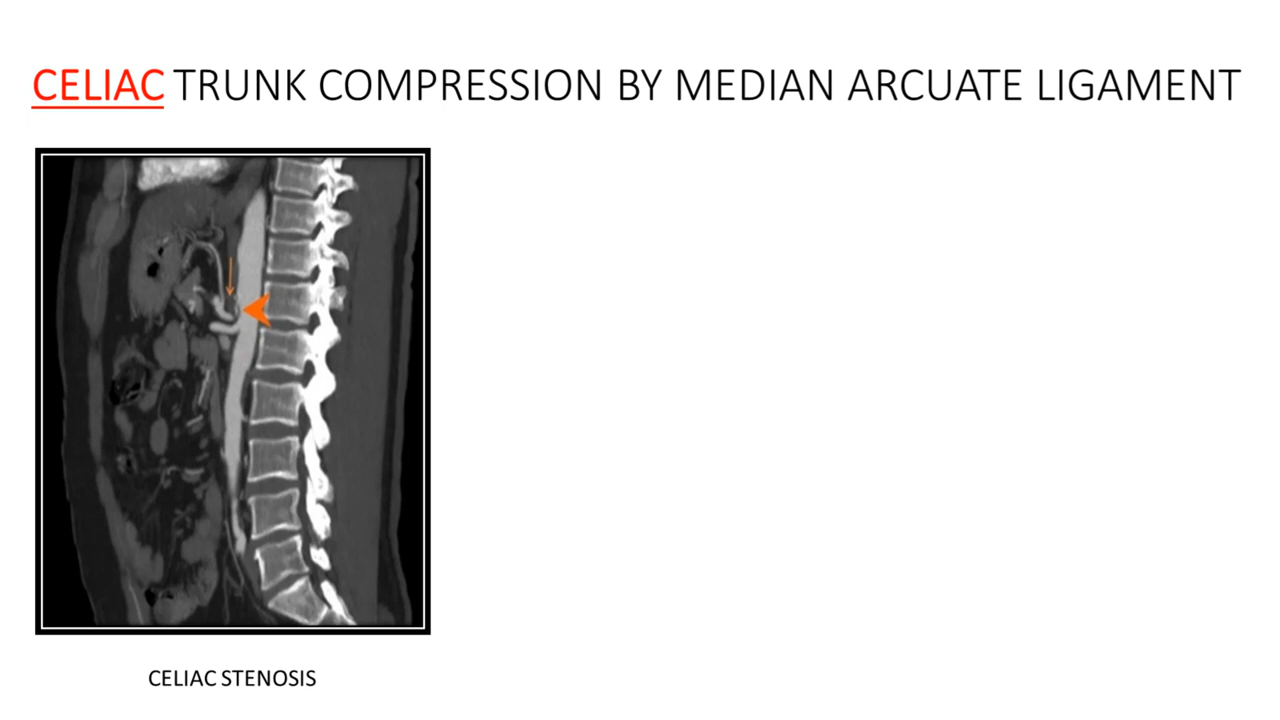 CELIAC TRUNK COMPRESSION BY MEDIAN ARCUATE LIGAMENT
CELIAC STENOSIS